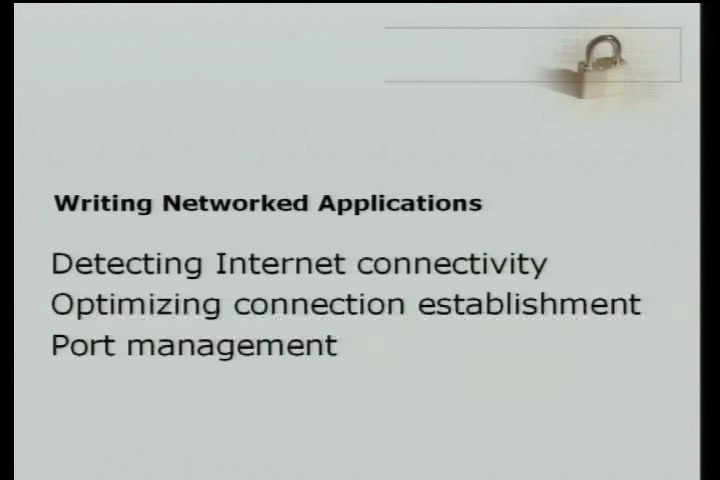 Writing Networked Applications
Detecting Internet connectivity
Optimizing connection establishment
Port management